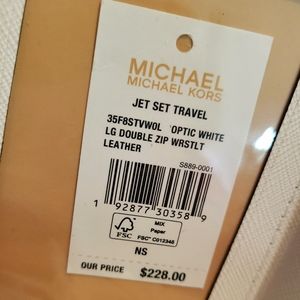 MICHAEL
MICHAEL KORS
JET SET TRAVEL
35F8STVW0L OPTIC WHITE
LG DOUBLE ZIP WRSTLT
LEATHER
S889-0001
1 92877 30358 9
FSC
MIX
Paper
FSC® C012348
NS
OUR PRICE $228.00